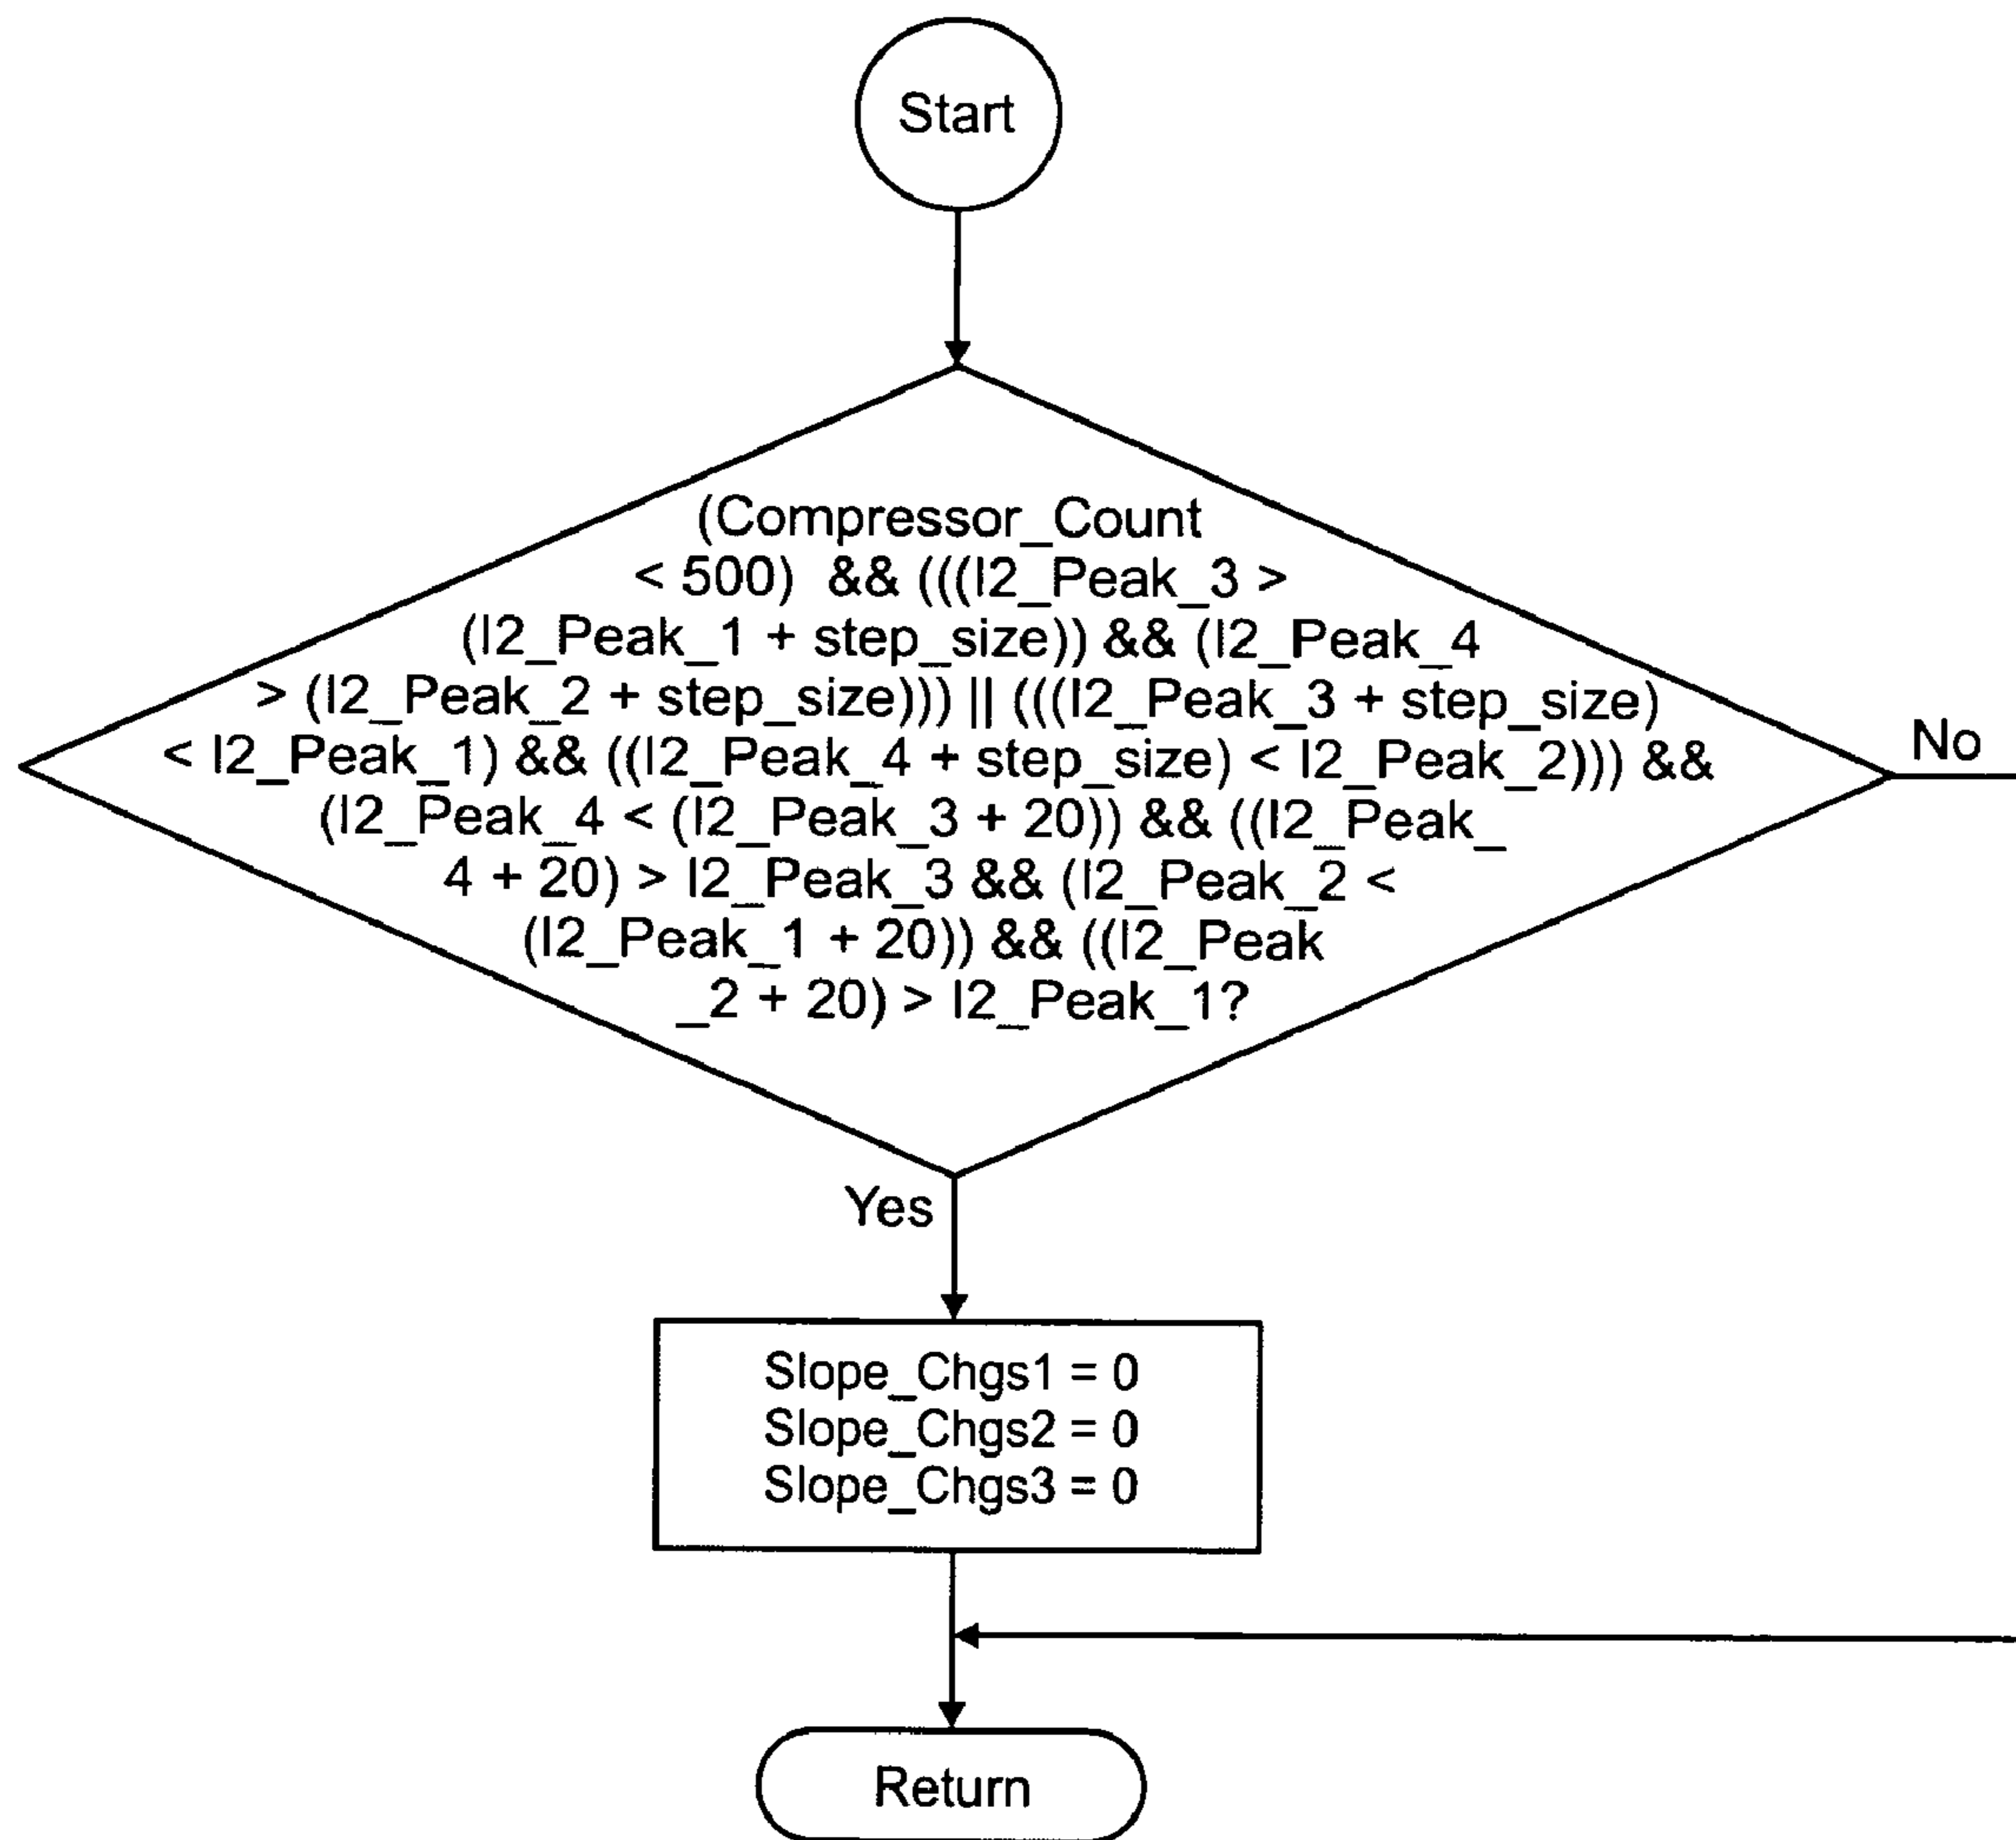 Start
(Compressor_Count
< 500) && (((I2_Peak_3 >
(I2_Peak_1 + step_size)) && (I2_Peak_4
> (I2_Peak_2 + step_size))) || (((I2_Peak_3 + step_size)
< I2_Peak_1) && ((I2_Peak_4 + step_size) < I2_Peak_2))) &&
(I2_Peak_4 < (I2_Peak_3 + 20)) && ((I2_Peak_
4 + 20) > I2_Peak_3 && (I2_Peak_2 <
(I2_Peak_1 + 20)) && ((I2_Peak
_2 + 20) > I2_Peak_1?
No
Yes
Slope_Chgs1 = 0
Slope_Chgs2 = 0
Slope_Chgs3 = 0
Return